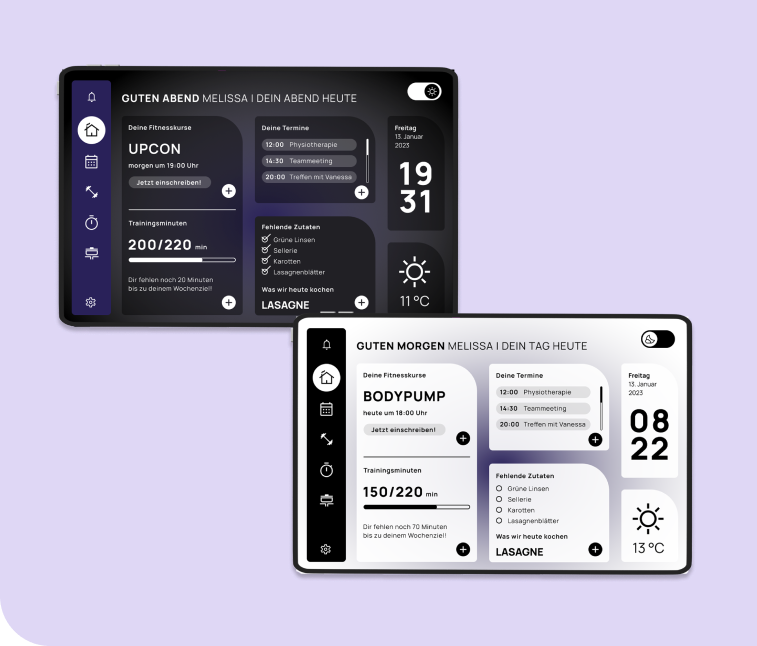 GUTEN ABEND MELISSA I DEIN ABEND HEUTE
Deine Fitnesskurse
UPCON
morgen um 19:00 Uhr
Jetzt einschreiben!
Trainingsminuten
200/220 min
Dir fehlen noch 20 Minuten
bis zu deinem Wochenziel!
Deine Termine
12:00 Physiotherapie
14:30 Teammeeting
20:00 Treffen mit Vanessa
Fehlende Zutaten
Grüne Linsen
Sellerie
Karotten
Lasagnenblätter
Was wir heute kochen
LASAGNE
Freitag
13. Januar
2023
19
31
11 °C
GUTEN MORGEN MELISSA I DEIN TAG HEUTE
Deine Fitnesskurse
BODYPUMP
heute um 18:00 Uhr
Jetzt einschreiben!
Trainingsminuten
150/220 min
Dir fehlen noch 70 Minuten
bis zu deinem Wochenziel!
Deine Termine
12:00 Physiotherapie
14:30 Teammeeting
20:00 Treffen mit Vanessa
Fehlende Zutaten
Grüne Linsen
Sellerie
Karotten
Lasagnenblätter
Was wir heute kochen
LASAGNE
Freitag
13. Januar
2023
08
22
13 °C